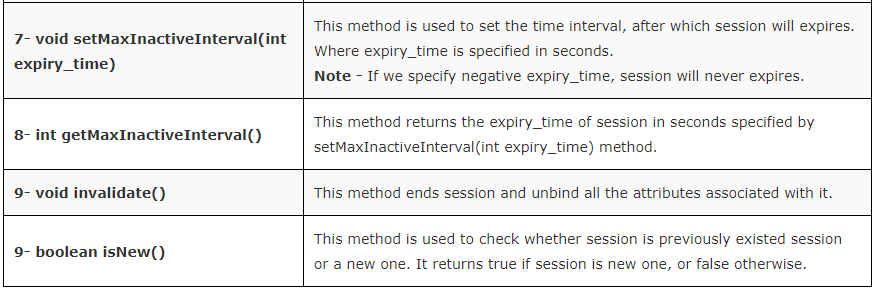 7- void setMaxInactiveInterval(int
expiry_time)
This method is used to set the time interval, after which session will expires.
Where expiry_time is specified in seconds.
Note - If we specify negative expiry_time, session will never expires.
8- int getMaxInactiveInterval()
This method returns the expiry_time of session in seconds specified by
setMaxInactiveInterval(int expiry_time) method.
9- void invalidate()
This method ends session and unbind all the attributes associated with it.
9- boolean isNew()
This method is used to check whether session is previously existed session
or a new one. It returns true if session is new one, or false otherwise.